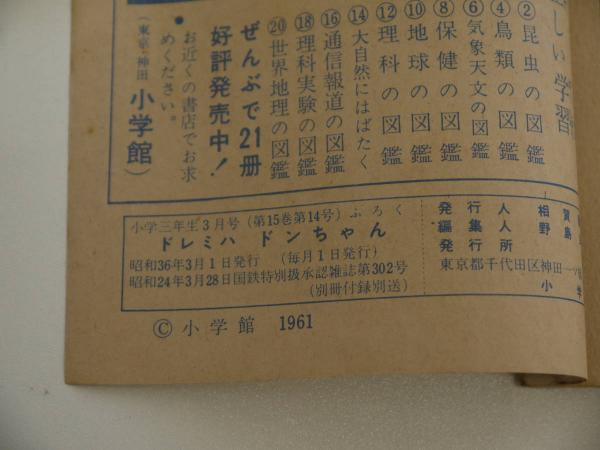 しい学習
②昆虫の図
④鳥類の図鑑
⑥気象天文の図
⑧保健の図鑑
⑩地球の図鑑
⑫理科の図鑑
⑭大自然にはばたく
⑯通信報道の図鑑
⑱理科実験の図鑑
⑳世界地理の図鑑
ぜんぶで21冊
好評発売中!
●お近くの書店でお求
めください。
(東京・神田 小学館)
小学三年生3月号(第15巻第14号)ふろく
ドレミハ ドンちゃん
昭和36年3月1日発行 (毎月1日発行)
昭和24年3月28日国鉄特別扱承認雑誌第302号
(別冊付録別送)
発行人 相賀
編集人 野島
発行所
東京都千代田区神田一ツ
小学
© 小学館 1961